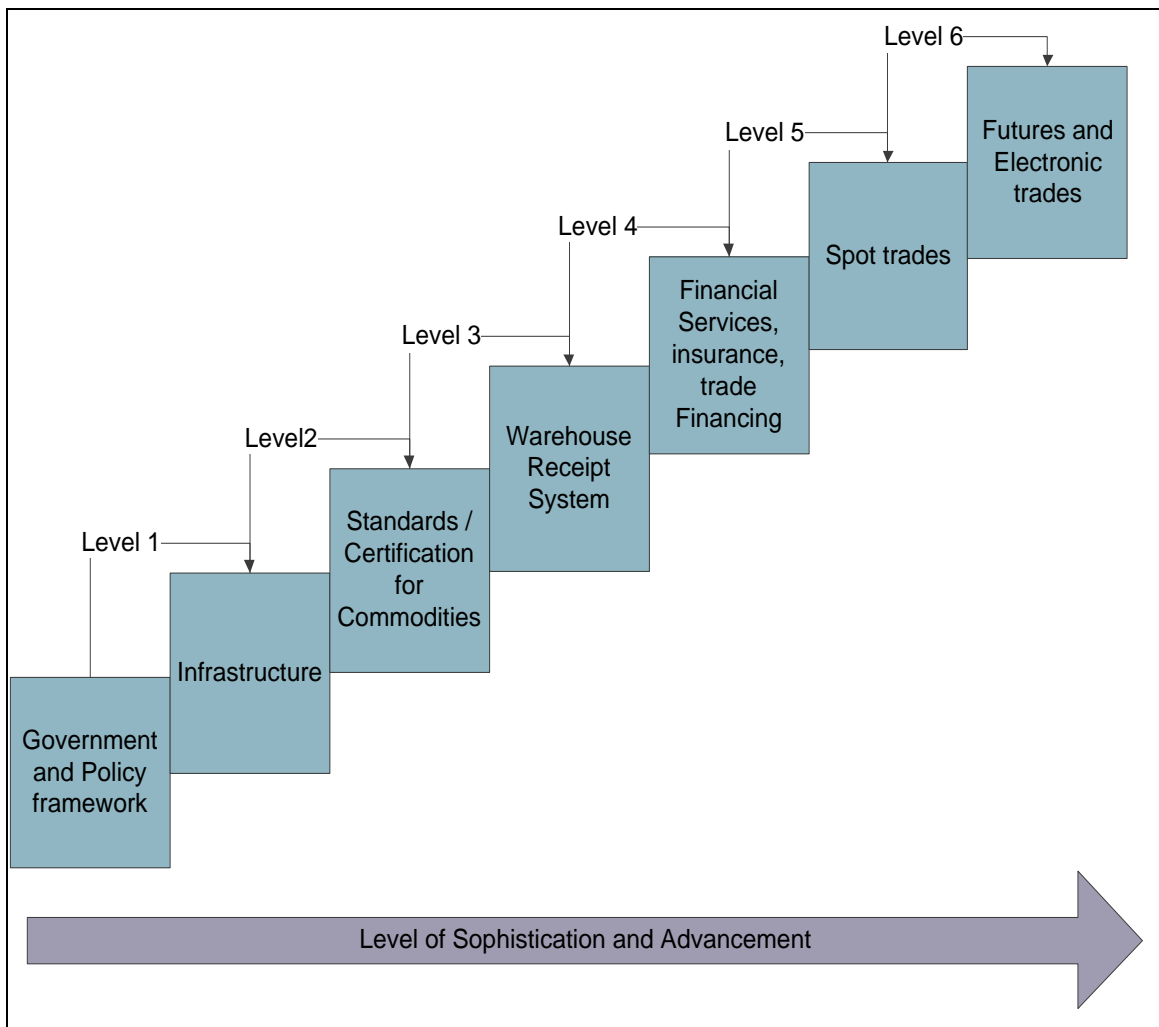 Level 6
Futures and
Electronic
trades
Level 5
Spot trades
Level 4
Financial
Services,
insurance,
trade
Financing
Level 3
Warehouse
Receipt
System
Level2
Standards /
Certification
for
Commodities
Level 1
Infrastructure
Government
and Policy
framework
Level of Sophistication and Advancement